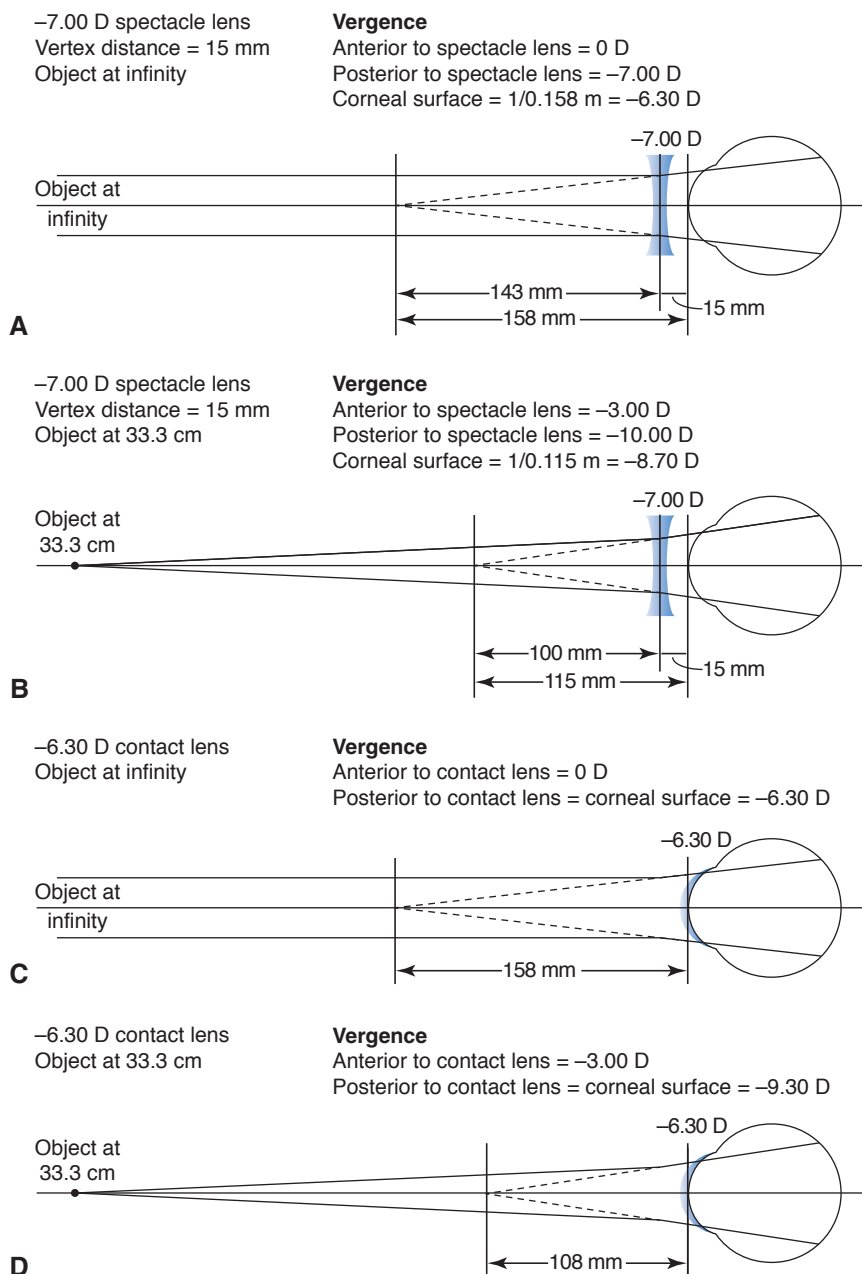 –7.00 D spectacle lens
Vertex distance = 15 mm
Object at infinity
Vergence
Anterior to spectacle lens = 0 D
Posterior to spectacle lens = –7.00 D
Corneal surface = 1/0.158 m = –6.30 D
–7.00 D
Object at
infinity
143 mm
15 mm
158 mm
A
–7.00 D spectacle lens
Vertex distance = 15 mm
Object at 33.3 cm
Vergence
Anterior to spectacle lens = –3.00 D
Posterior to spectacle lens = –10.00 D
Corneal surface = 1/0.115 m = –8.70 D
–7.00 D
Object at
33.3 cm
100 mm
15 mm
115 mm
B
–6.30 D contact lens
Object at infinity
Vergence
Anterior to contact lens = 0 D
Posterior to contact lens = corneal surface = –6.30 D
–6.30 D
Object at
infinity
158 mm
C
–6.30 D contact lens
Object at 33.3 cm
Vergence
Anterior to contact lens = –3.00 D
Posterior to contact lens = corneal surface = –9.30 D
–6.30 D
Object at
33.3 cm
108 mm
D